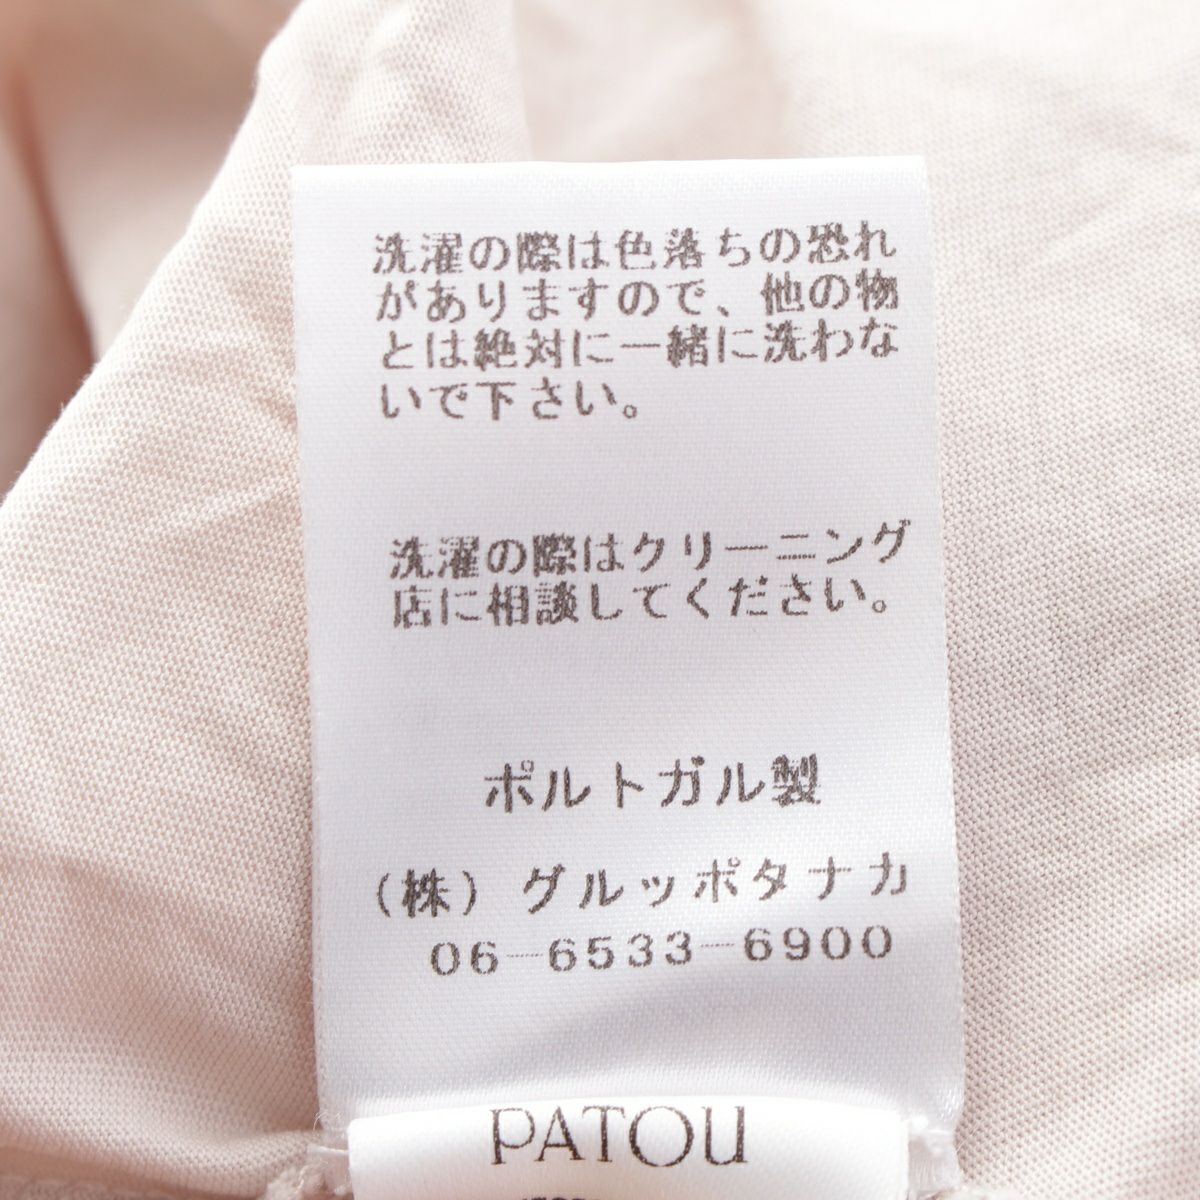 洗濯の際は色落ちの恐れ
がありますので、他の物
とは絶対に一緒に洗わな
いで下さい。
洗濯の際はクリーニング
店に相談してください。
ポルトガル製
(株)グルッポタナカ
06-6533-6900
PATOU